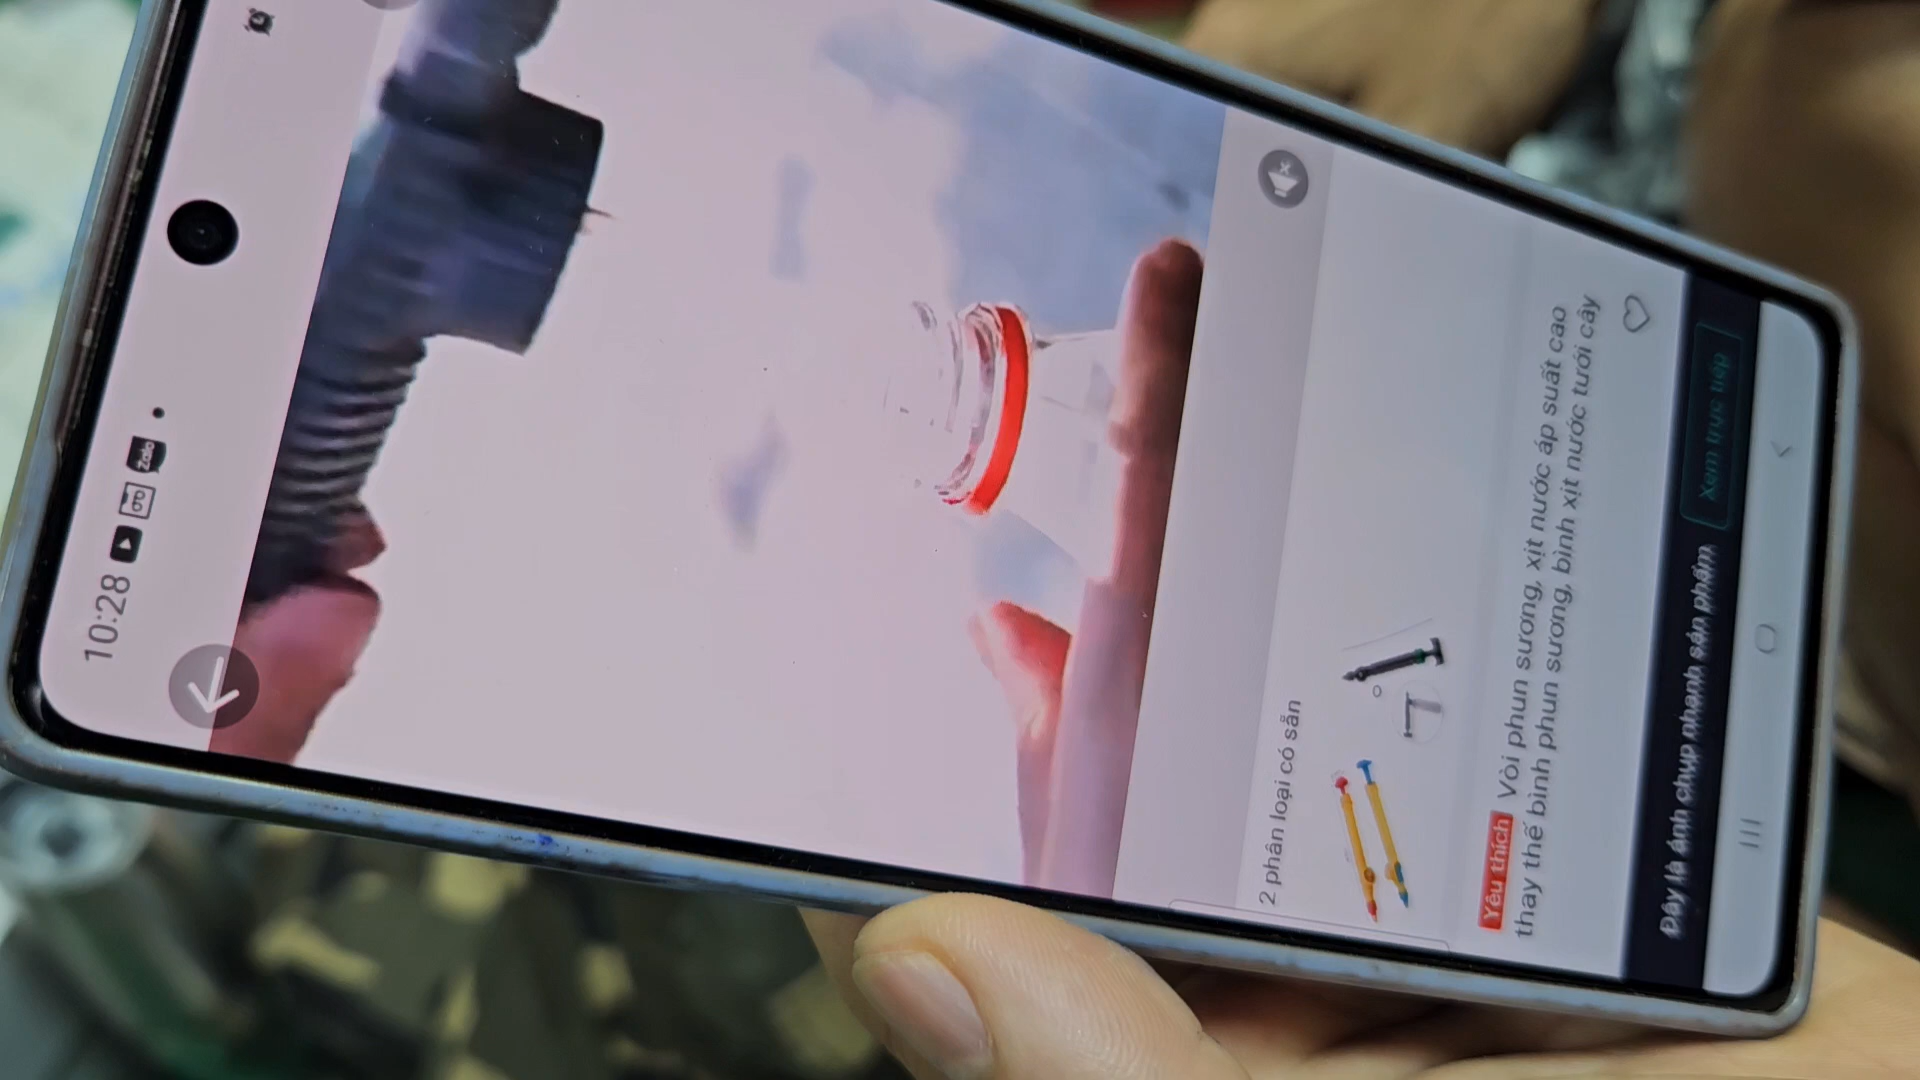 10:28
Zalo
2 phân loại có sẵn
Yêu thích Vòi phun sương, xịt nước áp suất cao
thay thế bình phun sương, bình xịt nước tưới cây
Đây là ảnh chụp nhanh sản phẩm
Xem trực tiếp